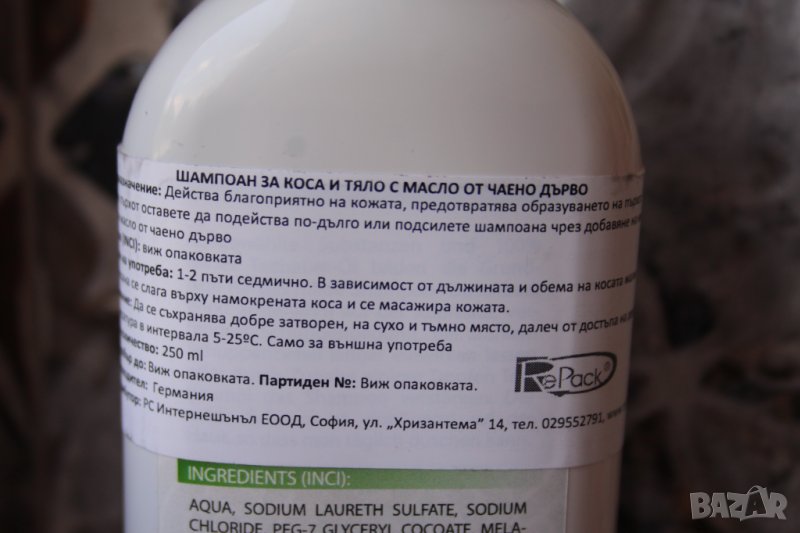 ШАМПОАН ЗА КОСА И ТЯЛО С МАСЛО ОТ ЧАЕНО ДЪРВО
Действа благоприятно на кожата, предотвратява образуването на
оставете да подейства по-дълго или подсилете шампоана чрез добавяне на
масло от чаено дърво
(INCI): виж опаковката
употреба: 1-2 пъти седмично. В зависимост от дължината и обема на косата
се слага върху намокрената коса и се масажира кожата.
Да се съхранява добре затворен, на сухо и тъмно място, далеч от достъпа на
в интервала 5-25ºC. Само за външна употреба
250 ml
до: Виж опаковката. Партиден №: Виж опаковката.
RePack®
Германия
РС Интернешънъл ЕООД, София, ул. „Хризантема" 14, тел. 029552791,
INGREDIENTS (INCI):
AQUA, SODIUM LAURETH SULFATE, SODIUM
CHLORIDE, PEG-7 GLYCERYL COCOATE, MELA-
BAZAR